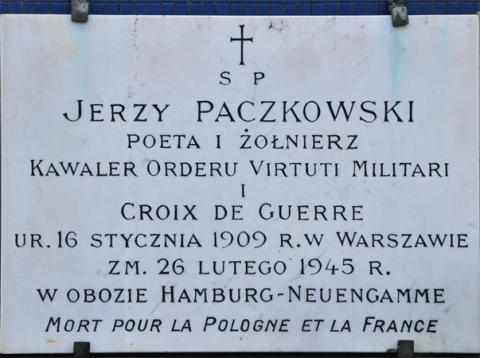 S P
JERZY PACZKOWSKI
POETA I ŻOŁNIERZ
KAWALER ORDERU VIRTUTI MILITARI
I
CROIX DE GUERRE
UR. 16 STYCZNIA 1909 R. W WARSZAWIE
ZM. 26 LUTEGO 1945 R.
W OBOZIE HAMBURG-NEUENGAMME
MORT POUR LA POLOGNE ET LA FRANCE